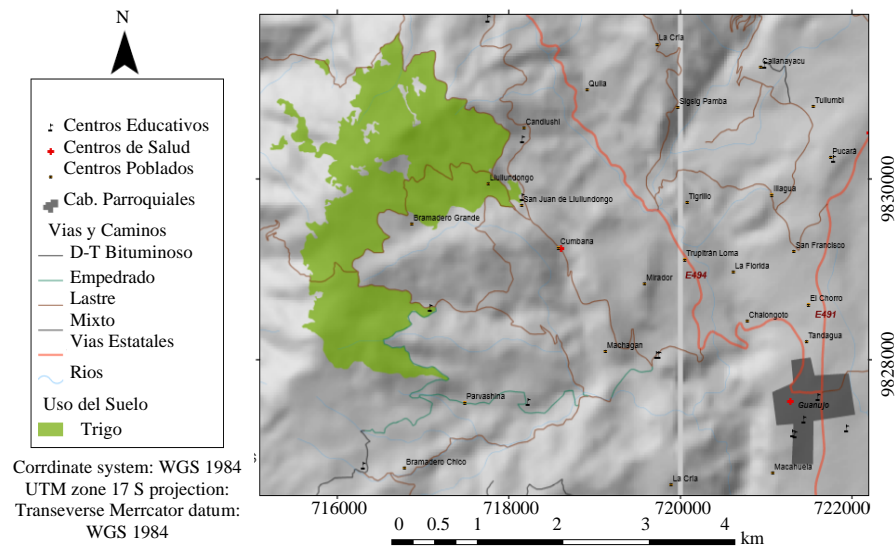 N
Centros Educativos
Centros de Salud
Centros Poblados
Cab. Parroquiales
Vias y Caminos
D-T Bituminoso
Empedrado
Lastre
Mixto
Vias Estatales
Rios
Uso del Suelo
Trigo
Corrdinate system: WGS 1984
UTM zone 17 S projection:
Transeverse Merrcator datum:
WGS 1984
s
La Cria
Callanayacu
Quilla
Sigsig Pamba
Tullumbi
Candiushi
Pucará
Llullundongo
San Juan de Llullundongo
Tigrillo
Illagua
Bramadero Grande
Cumbana
Trupitrán Loma
San Francisco
La Florida
E494
Mirador
El Chorro
E491
Chalongoto
Tandagua
Machagan
Parvashina
Guanujo
Bramadero Chico
Macahuela
La Cria
9830000
9828000
716000 718000 720000 722000
0 0.5 1 2 3 4
km